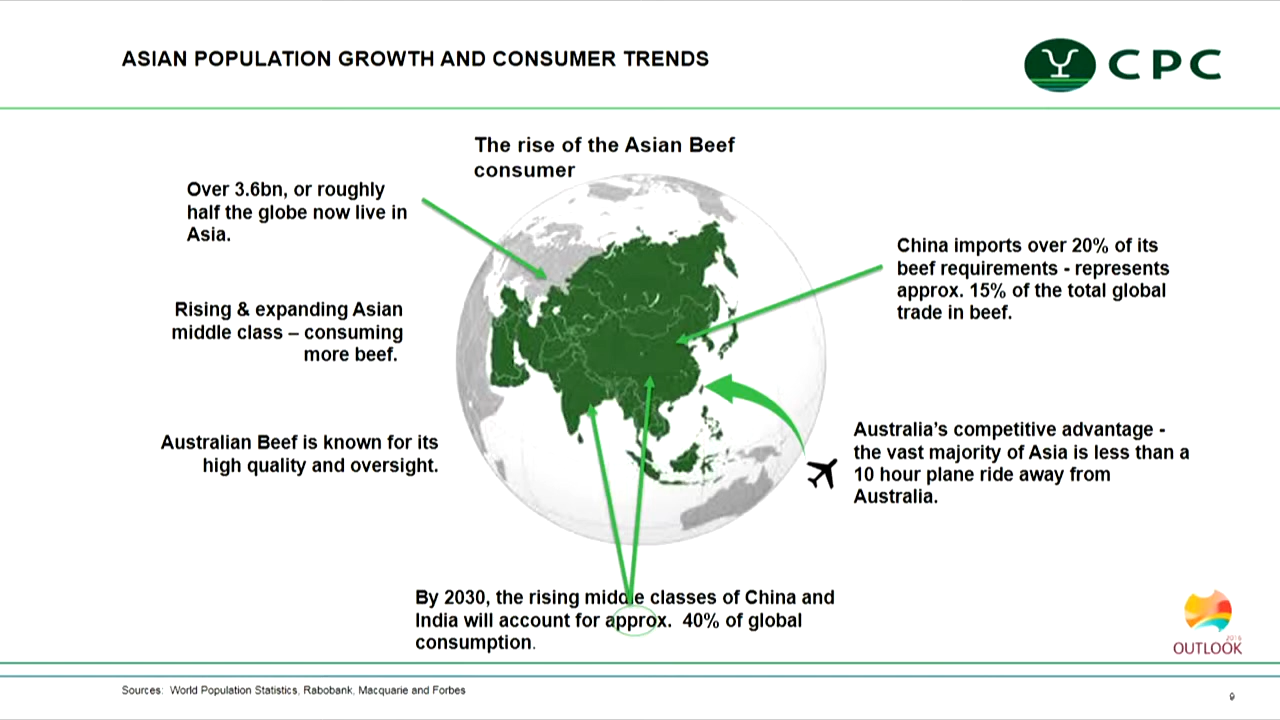 ASIAN POPULATION GROWTH AND CONSUMER TRENDS
CPC
The rise of the Asian Beef
consumer
Over 3.6bn, or roughly
half the globe now live in
Asia.
China imports over 20% of its
beef requirements - represents
approx. 15% of the total global
trade in beef.
Rising & expanding Asian
middle class – consuming
more beef.
Australian Beef is known for its
high quality and oversight.
Australia’s competitive advantage -
the vast majority of Asia is less than a
10 hour plane ride away from
Australia.
By 2030, the rising middle classes of China and
India will account for approx. 40% of global
consumption.
2016
OUTLOOK
Sources: World Population Statistics, Rabobank, Macquarie and Forbes
9